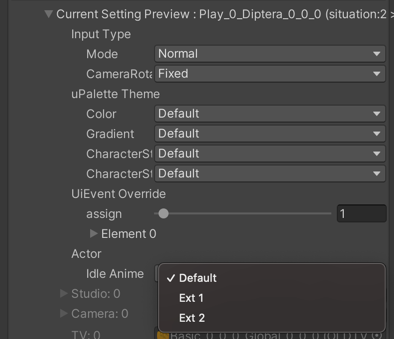 Current Setting Preview : Play_0_Diptera_0_0_0 (situation:2 >
Input Type
Mode Normal
CameraRota Fixed
uPalette Theme
Color Default
Gradient Default
CharacterSt Default
CharacterSt Default
UiEvent Override
assign 1
Element 0
Actor
Idle Anime
✓ Default
Ext 1
Ext 2
Studio: 0
Camera: 0
TV: 0